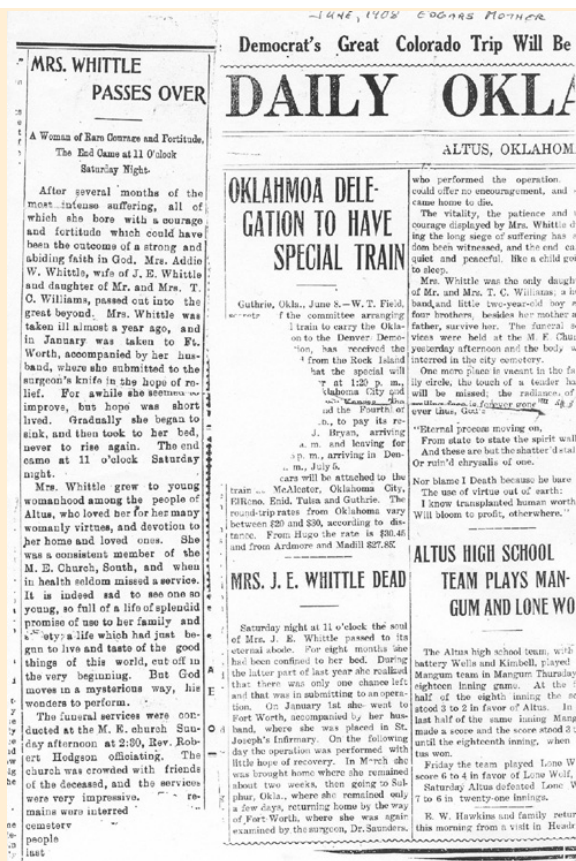 JUNE, 1908 EDGARS MOTHER
MRS. WHITTLE
PASSES OVER
A Woman of Rare Courage and Fortitude,
The End Came at 11 O'clock
Saturday Night.
After several months of the
most intense suffering, all of
which she bore with a courage
and fortitude which could have
been the outcome of a strong and
abiding faith in God, Mrs. Addie
W. Whittle, wife of J. E. Whittle
and daughter of Mr. and Mrs. T.
C. Williams, passed out into the
great beyond. Mrs. Whittle was
taken ill almost a year ago, and
in January was taken to Ft.
Worth, accompanied by her hus-
band, where she submitted to the
surgeon's knife in the hope of re-
lief. For awhile she seemed to
improve, but hope was short
lived. Gradually she began to
sink, and then took to her bed,
never to rise again. The end
came at 11 o'clock Saturday
night.
Mrs. Whittle grew to young
womanhood among the people of
Altus, who loved her for her many
womanly virtues, and devotion to
her home and loved ones. She
was a consistent member of the
M. E. Church, South, and when
in health seldom missed a service.
It is indeed sad to see one so
young, so full of a life of splendid
promise of use to her family and
a life which had just be-
gun to live and taste of the good
things of this world, cut off in
the very beginning. But God
moves in a mysterious way, his
wonders to perform.
The funeral services were con-
ducted at the M. E. church Sun-
day afternoon at 2:30, Rev. Rob-
ert Hodgson officiating. The
church was crowded with friends
of the deceased, and the services
were very impressive. re-
mains were interred
cemetery
people
last
Democrat's Great Colorado Trip Will Be
DAILY OKLA
ALTUS, OKLAHOM
OKLAHMOA DELE-
GATION TO HAVE
SPECIAL TRAIN
Guthrie, Okla., June 8.—W. T. Field,
f the committee arranging
l train to carry the Okla-
on to the Denver Demo-
ion, has received the
from the Rock Island
hat the special will
at 1:20 p. m.,
klahoma City and
nd the Fourth of
to pay its re-
J. Bryan, arriving
a. m. and leaving for
p. m., arriving in Den-
m., July 5.
cars will be attached to the
train McAlester, Oklahoma City,
ElReno, Enid, Tulsa and Guthrie. The
round-trip rates from Oklahoma vary
between $20 and $30, according to dis-
tance. From Hugo the rate is $30.45
and from Ardmore and Madill $27.85.
MRS. J. E. WHITTLE DEAD
Saturday night at 11 o'clock the soul
of Mrs. J. E. Whittle passed to its
eternal abode. For eight months she
had been confined to her bed. During
the latter part of last year she realized
that there was only one chance left
and that was in submitting to an opera-
tion. On January 1st she went to
Fort Worth, accompanied by her hus-
band, where she was placed in St.
Joseph's Infirmary. On the following
day the operation was performed with
little hope of recovery. In March she
was brought home where she remained
about two weeks, then going to Sul-
phur, Okla., where she remained only
a few days, returning home by the way
of Fort Worth, where she was again
examined by the surgeon, Dr. Saunders,
who performed the operation.
could offer no encouragement, and
came home to die.
The vitality, the patience and
courage displayed by Mrs. Whittle d
ing the long siege of suffering has s
dom been witnessed, and the end ca
quiet and peaceful, like a child goi
to sleep.
Mrs. Whittle was the only daugh
of Mr. and Mrs. T. C. Williams; a h
band, and little two-year-old boy a
four brothers, besides her mother a
father, survive her. The funeral s
vices were held at the M. E. Chur
yesterday afternoon and the body w
interred in the city cemetery.
One more place is vacant in the fa
ily circle, the touch of a tender ha
will be missed; the radiance of
is forever gone
ever thus, God's
"Eternal process moving on,
From state to state the spirit wall
And these are but the shatter'd stal
Or ruin'd chrysalis of one.
Nor blame I Death, because he bare
The use of virtue out of earth:
I know transplanted human worth
Will bloom to profit, otherwhere."
ALTUS HIGH SCHOOL
TEAM PLAYS MAN-
GUM AND LONE WO
The Altus high school team, with
battery Wells and Kimbell, played
Mangum team in Mangum Thursday
eighteen inning game. At the f
half of the eighth inning the s
stood 3 to 2 in favor of Altus. In
last half of the same inning Mang
made a score and the score stood 3
until the eighteenth inning, when
tus won.
Friday the team played Lone W
score 6 to 4 in favor of Lone Wolf,
Saturday Altus defeated Lone W
7 to 6 in twenty-one innings.
E. W. Hawkins and family retur
this morning from a visit in Headr